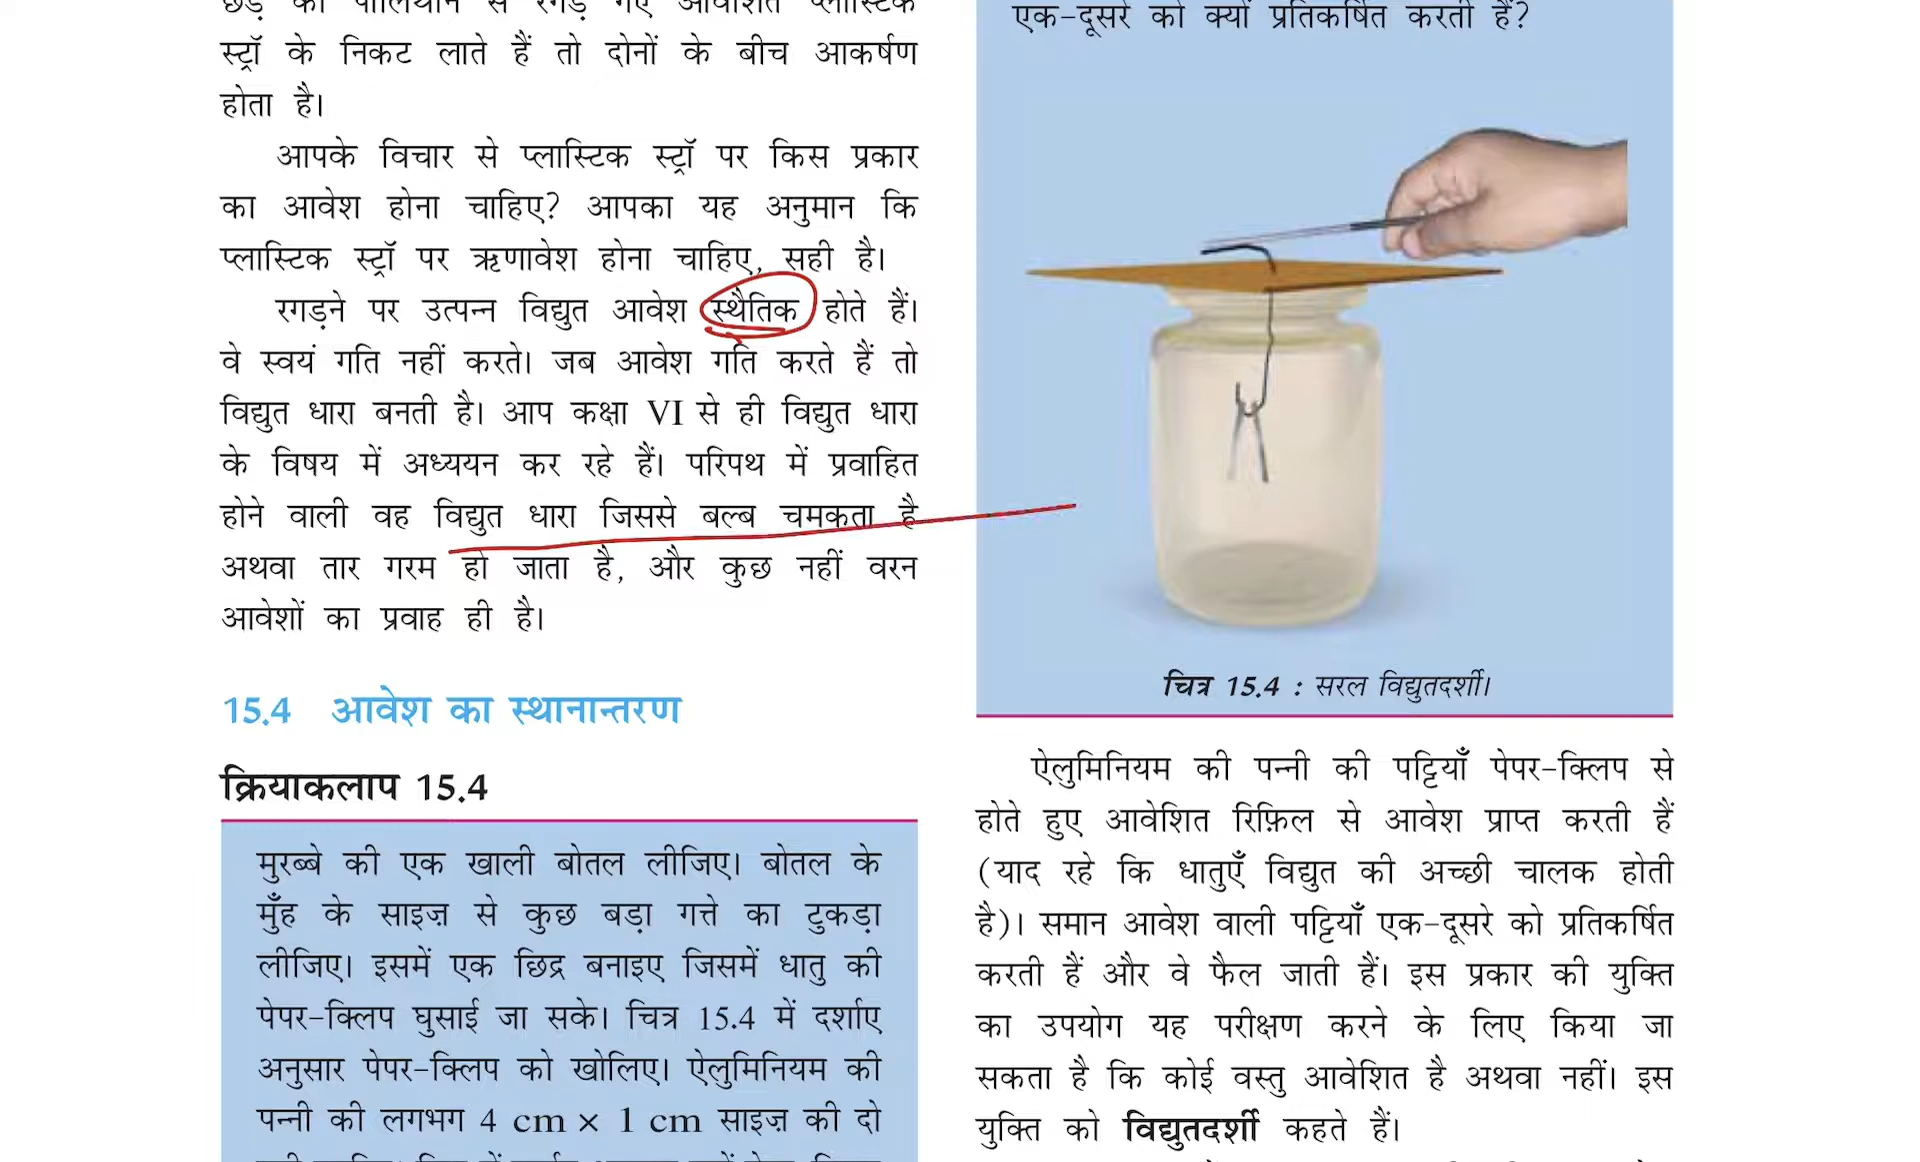 छड़ को पॉलिथीन से रगड़े गए आवेशित प्लास्टिक
स्ट्रॉ के निकट लाते हैं तो दोनों के बीच आकर्षण
होता है।
आपके विचार से प्लास्टिक स्ट्रॉ पर किस प्रकार
का आवेश होना चाहिए? आपका यह अनुमान कि
प्लास्टिक स्ट्रॉ पर ऋणावेश होना चाहिए, सही है।
रगड़ने पर उत्पन्न विद्युत आवेश स्थैतिक होते हैं।
वे स्वयं गति नहीं करते। जब आवेश गति करते हैं तो
विद्युत धारा बनती है। आप कक्षा VI से ही विद्युत धारा
के विषय में अध्ययन कर रहे हैं। परिपथ में प्रवाहित
होने वाली वह विद्युत धारा जिससे बल्ब चमकता है
अथवा तार गरम हो जाता है, और कुछ नहीं वरन
आवेशों का प्रवाह ही है।
15.4 आवेश का स्थानान्तरण
क्रियाकलाप 15.4
मुरब्बे की एक खाली बोतल लीजिए। बोतल के
मुँह के साइज़ से कुछ बड़ा गत्ते का टुकड़ा
लीजिए। इसमें एक छिद्र बनाइए जिसमें धातु की
पेपर-क्लिप घुसाई जा सके। चित्र 15.4 में दर्शाए
अनुसार पेपर-क्लिप को खोलिए। ऐलुमिनियम की
पन्नी की लगभग 4 cm × 1 cm साइज़ की दो
एक-दूसरे को क्यों प्रतिकर्षित करती हैं?
चित्र 15.4 : सरल विद्युतदर्शी।
ऐलुमिनियम की पन्नी की पट्टियाँ पेपर-क्लिप से
होते हुए आवेशित रिफ़िल से आवेश प्राप्त करती हैं
(याद रहे कि धातुएँ विद्युत की अच्छी चालक होती
है)। समान आवेश वाली पट्टियाँ एक-दूसरे को प्रतिकर्षित
करती हैं और वे फैल जाती हैं। इस प्रकार की युक्ति
का उपयोग यह परीक्षण करने के लिए किया जा
सकता है कि कोई वस्तु आवेशित है अथवा नहीं। इस
युक्ति को विद्युतदर्शी कहते हैं।